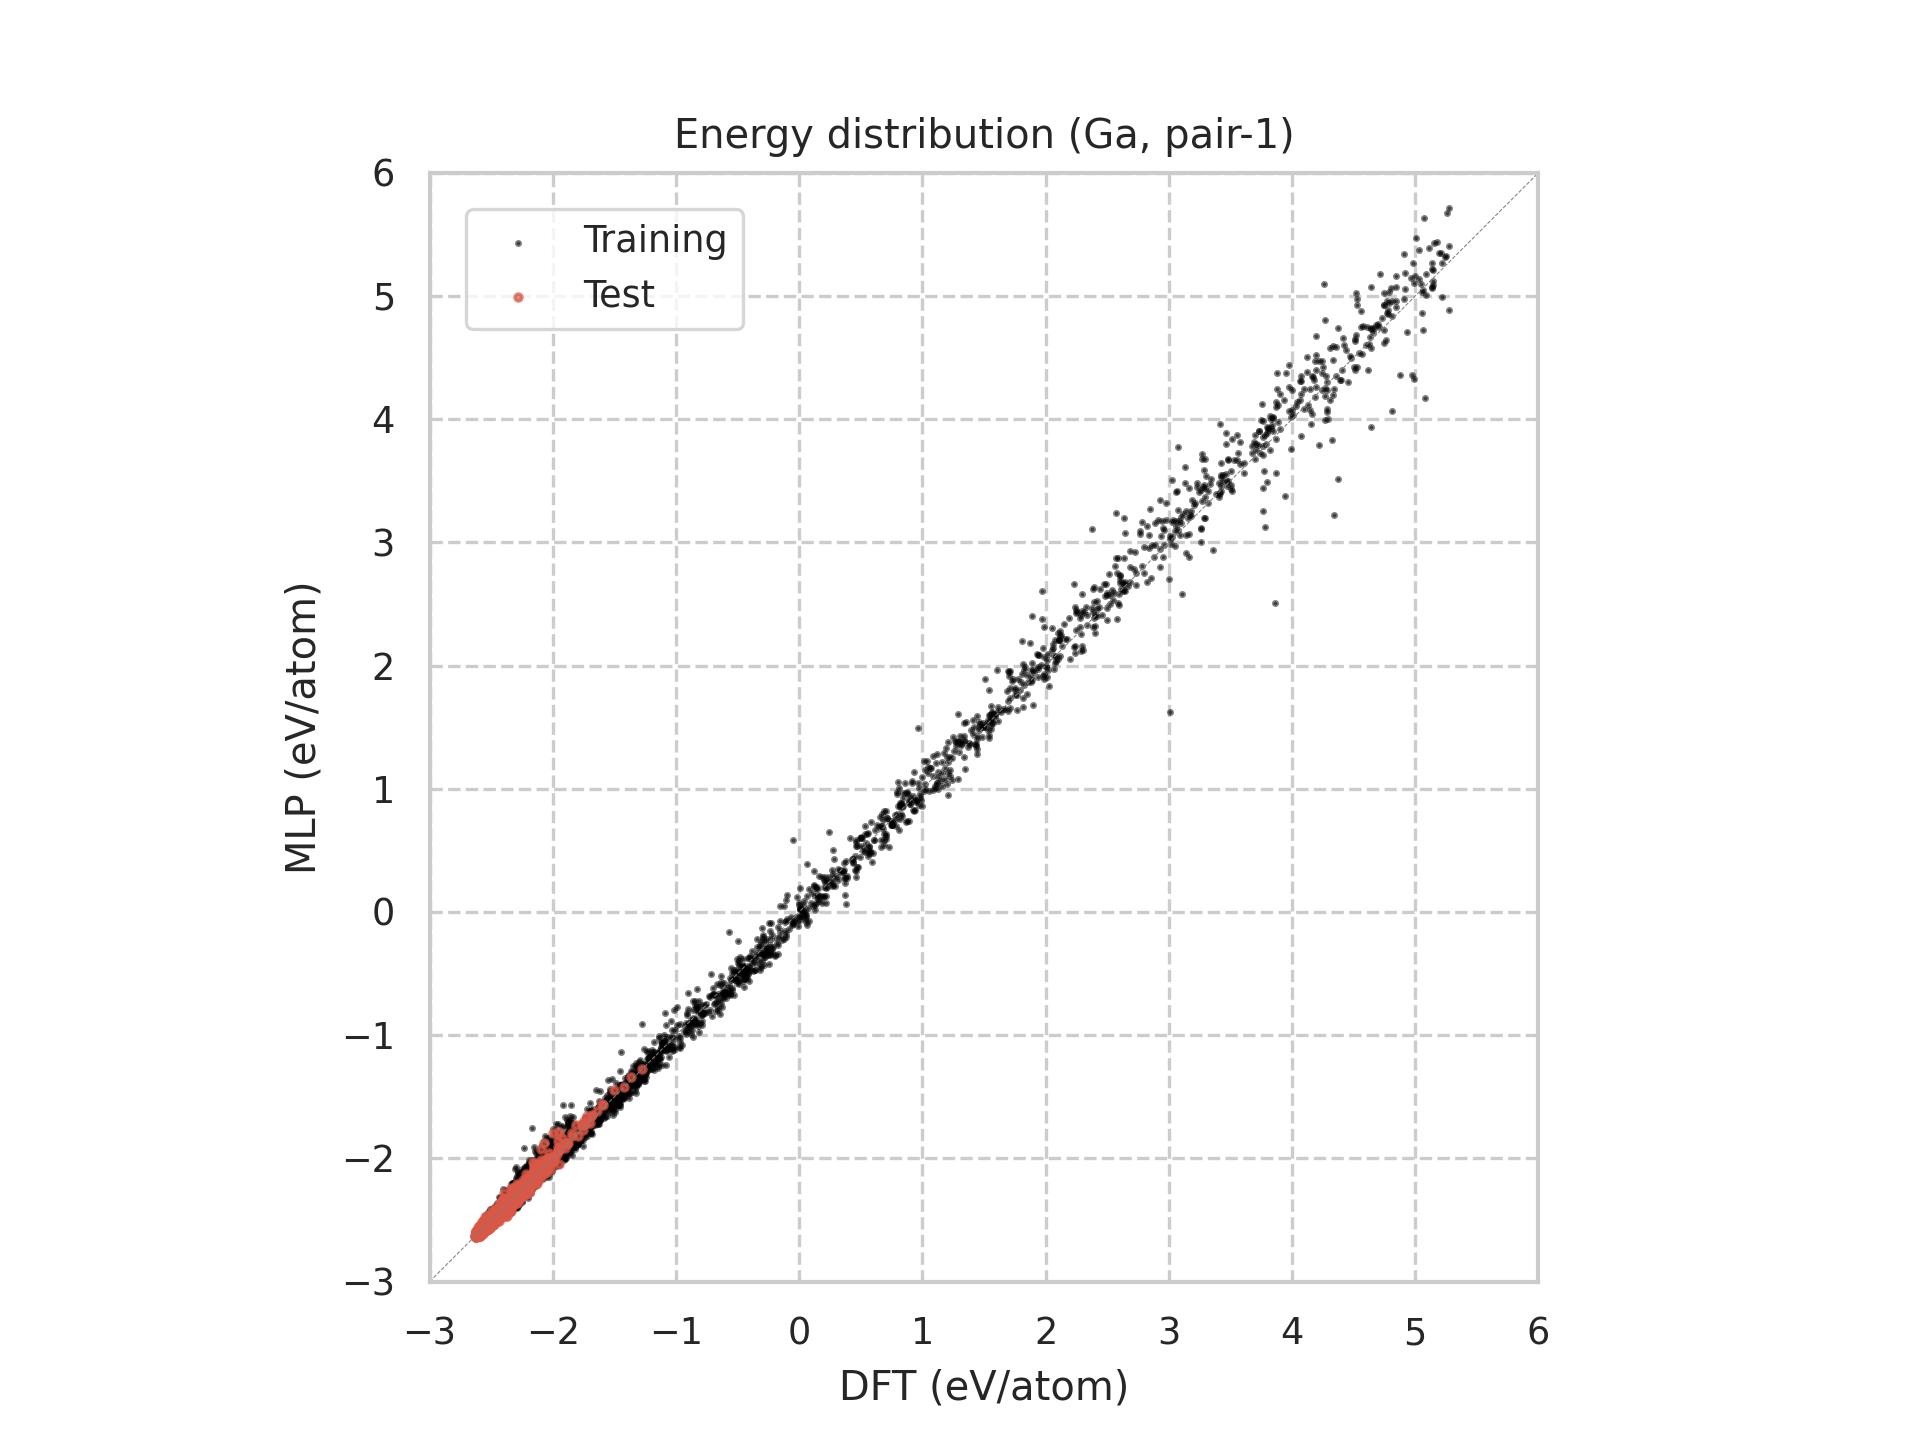 Energy distribution (Ga, pair-1)
Training
Test
MLP (eV/atom)
6
5
4
3
2
1
0
−1
−2
−3
−3 −2 −1 0 1 2 3 4 5 6
DFT (eV/atom)